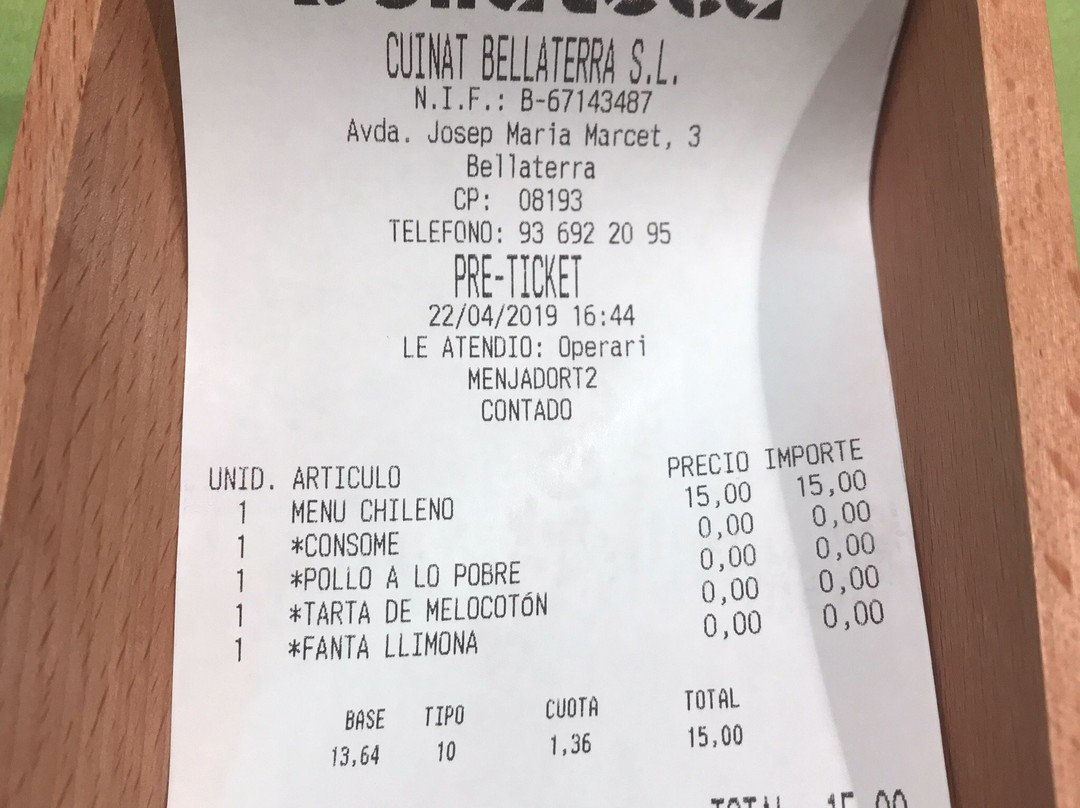 CUINAT BELLATERRA S.L.
N.I.F.: B-67143487
Avda. Josep Maria Marcet, 3
Bellaterra
CP: 08193
TELEFONO: 93 692 20 95
PRE-TICKET
22/04/2019 16:44
LE ATENDIO: Operari
MENJADORT2
CONTADO
UNID. ARTICULO PRECIO IMPORTE
1 MENU CHILENO 15,00 15,00
1 *CONSOME 0,00 0,00
1 *POLLO A LO POBRE 0,00 0,00
1 *TARTA DE MELOCOTÓN 0,00 0,00
1 *FANTA LLIMONA 0,00 0,00
BASE TIPO CUOTA TOTAL
13,64 10 1,36 15,00
TOTAL 15,00